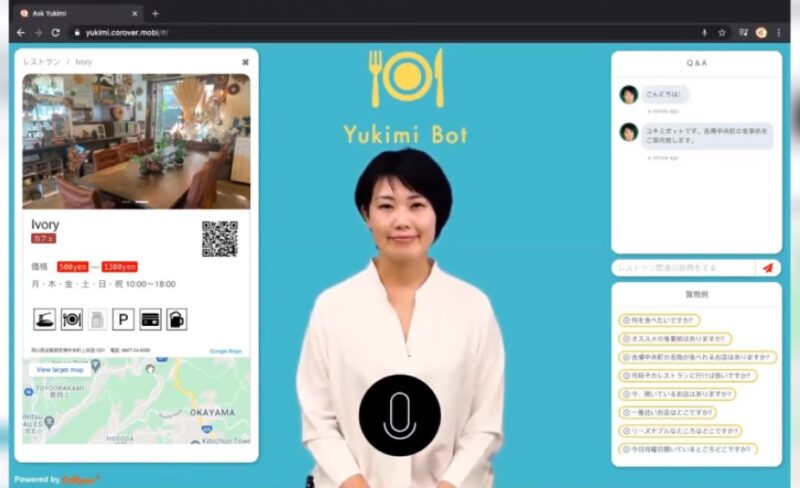 Ask Yukimi
yukimi.corover.mobi/#/
レストラン / Ivory
Ivory
カフェ
価格 500yen --- 1300yen
月・木・金・土・日・祝 10:00~18:00
Google Maps
View larger map
OKAYAMA
HOSODA
Kibichuo Town
Powered by CoRover
Yukimi Bot
Q & A
こんにちは!
a minute ago
ユキミボットです。吉備中央町の食事処を
ご案内致します。
a minute ago
レストラン関連の質問をする
質問例
何を食べたいですか?
オススメの食事処はありますか?
吉備中央町の名物が食べれるお店はありますか?
何時そのレストランに行けば良いですか?
今、開いているお店はありますか?
一番近いお店はどこですか?
リーズナブルなところはどこですか?
今日月曜日開いているところどこですか?